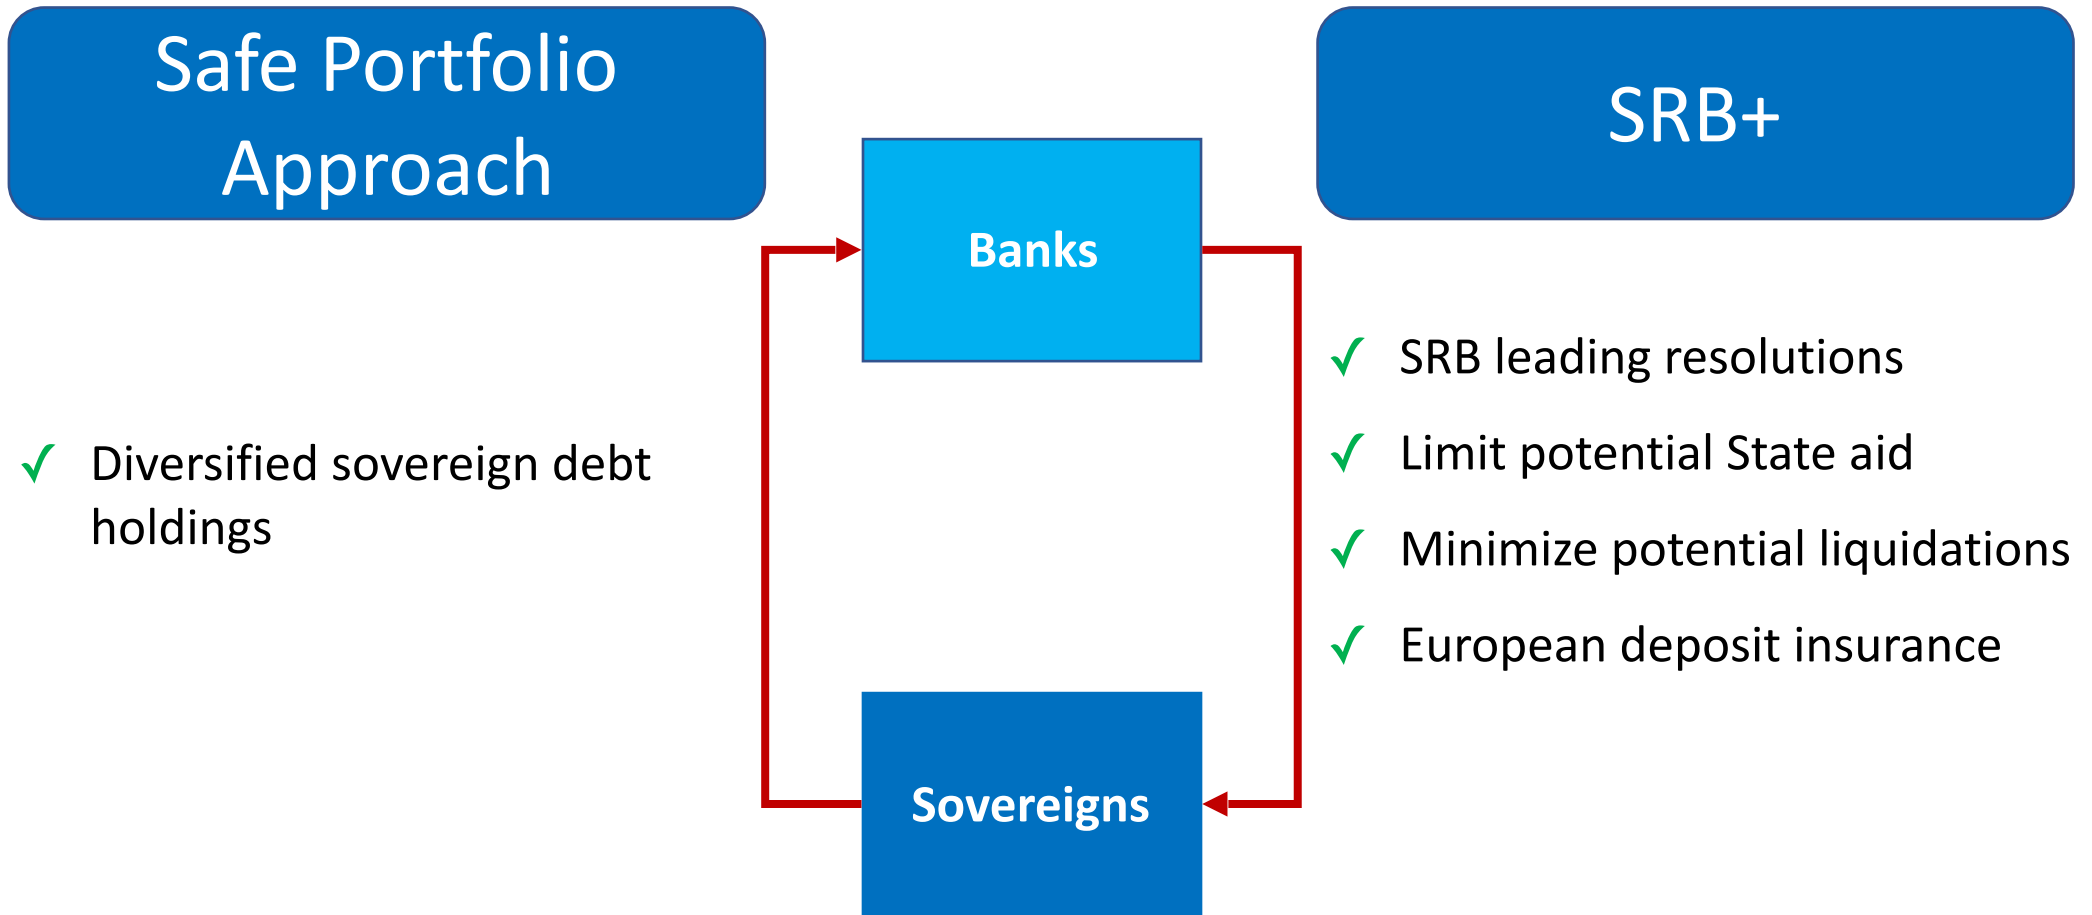 Safe Portfolio
Approach
SRB+
Banks
✓ Diversified sovereign debt
holdings
✓ SRB leading resolutions
✓ Limit potential State aid
✓ Minimize potential liquidations
✓ European deposit insurance
Sovereigns